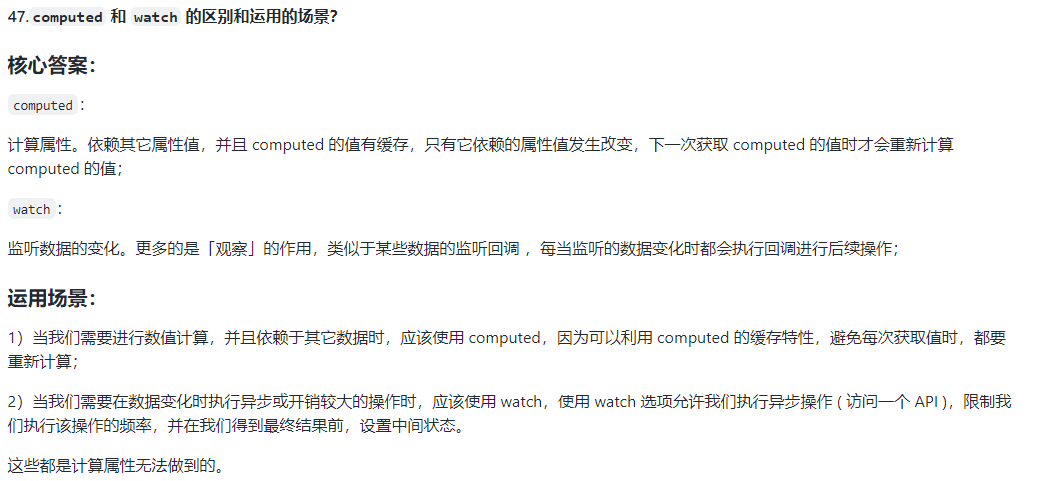 47.computed 和 watch 的区别和运用的场景？
核心答案：
computed：
计算属性。依赖其它属性值，并且 computed 的值有缓存，只有它依赖的属性值发生改变，下一次获取 computed 的值时才会重新计算
computed 的值；
watch：
监听数据的变化。更多的是「观察」的作用，类似于某些数据的监听回调 ，每当监听的数据变化时都会执行回调进行后续操作；
运用场景：
1）当我们需要进行数值计算，并且依赖于其它数据时，应该使用 computed，因为可以利用 computed 的缓存特性，避免每次获取值时，都要
重新计算；
2）当我们需要在数据变化时执行异步或开销较大的操作时，应该使用 watch，使用 watch 选项允许我们执行异步操作 ( 访问一个 API )，限制我
们执行该操作的频率，并在我们得到最终结果前，设置中间状态。
这些都是计算属性无法做到的。